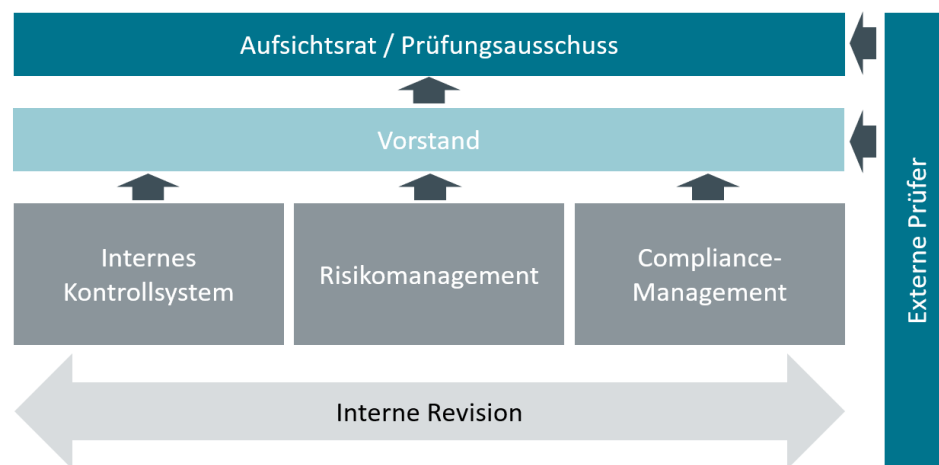 Aufsichtsrat / Prüfungsausschuss
Vorstand
Internes
Kontrollsystem
Risikomanagement
Compliance-
Management
Interne Revision
Externe Prüfer